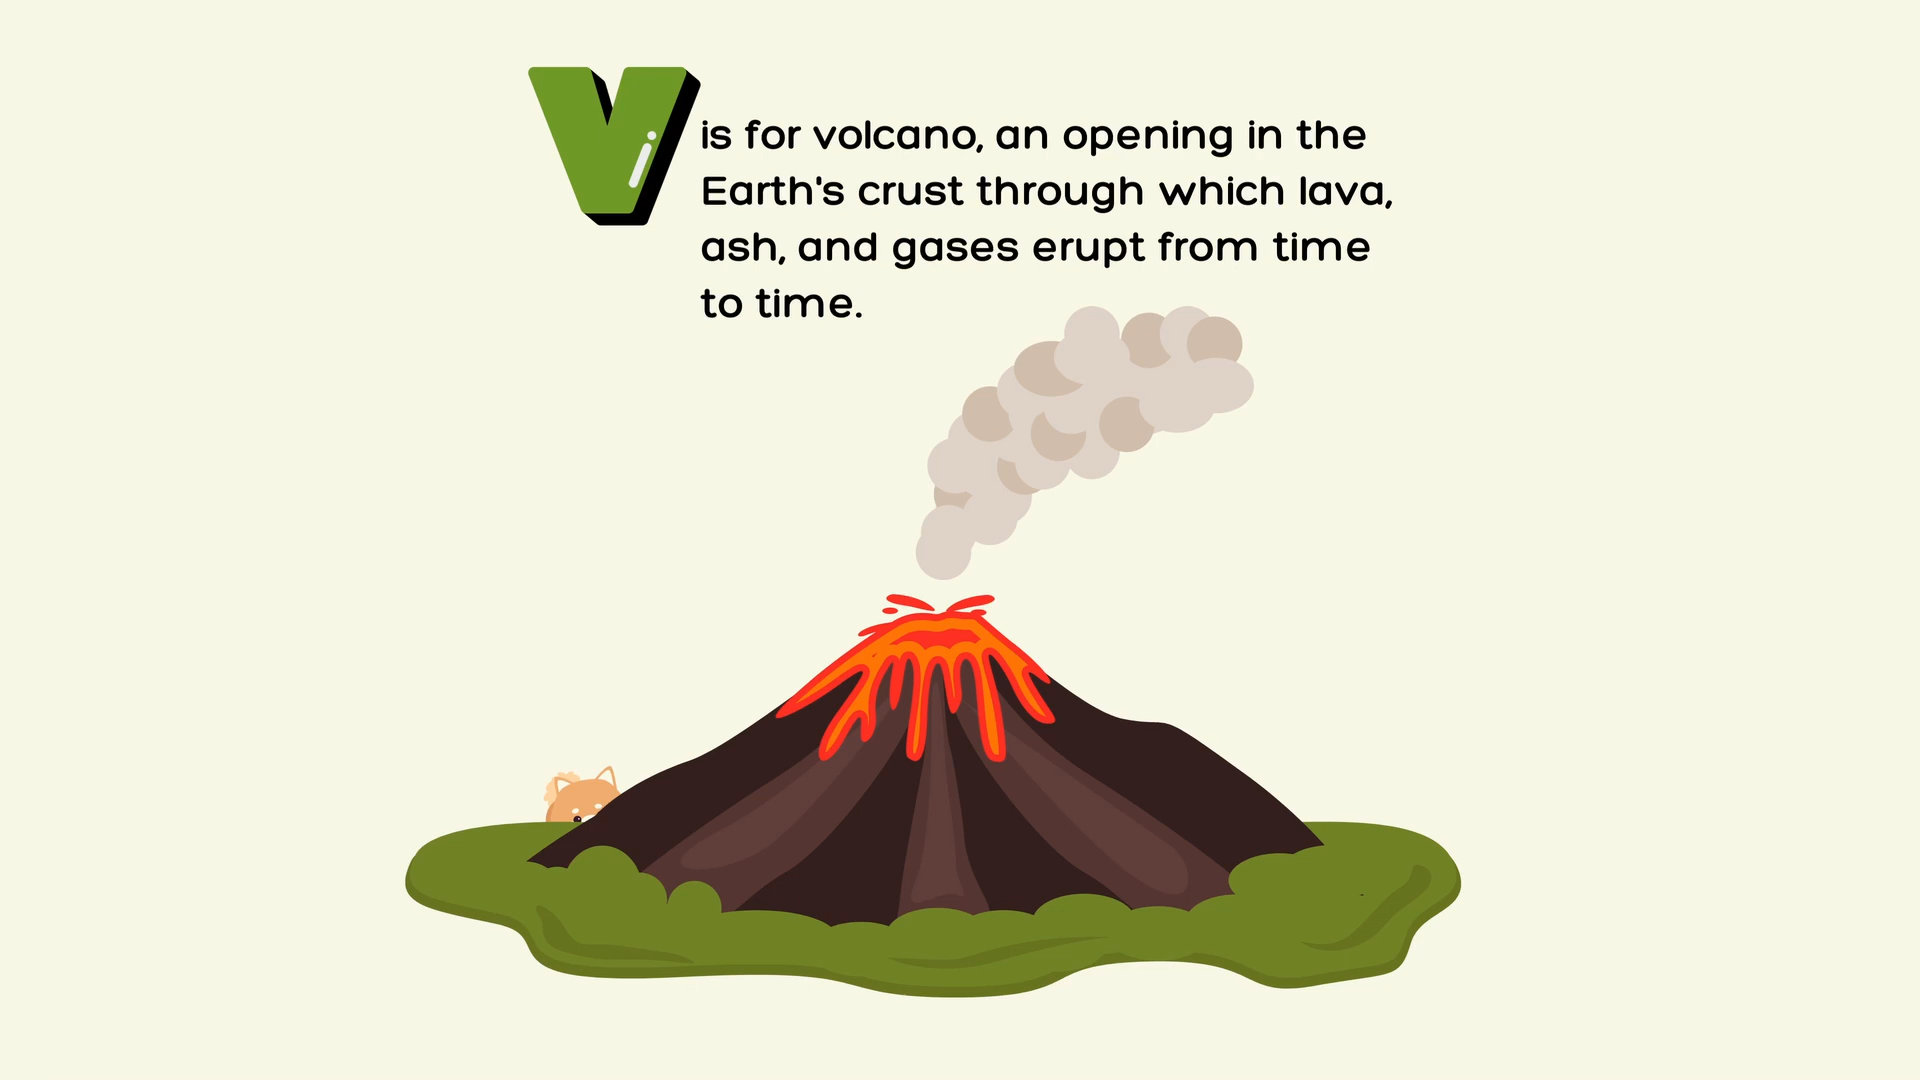 V is for volcano, an opening in the
Earth's crust through which lava,
ash, and gases erupt from time
to time.